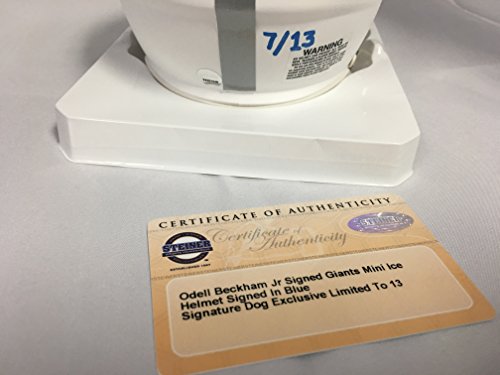 7/13
WARNING
CERTIFICATE OF AUTHENTICITY
STEINER
Certificate of
Authenticity
STEINER
Odell Beckham Jr Signed Giants Mini Ice
Helmet Signed In Blue
Signature Dog Exclusive Limited To 13